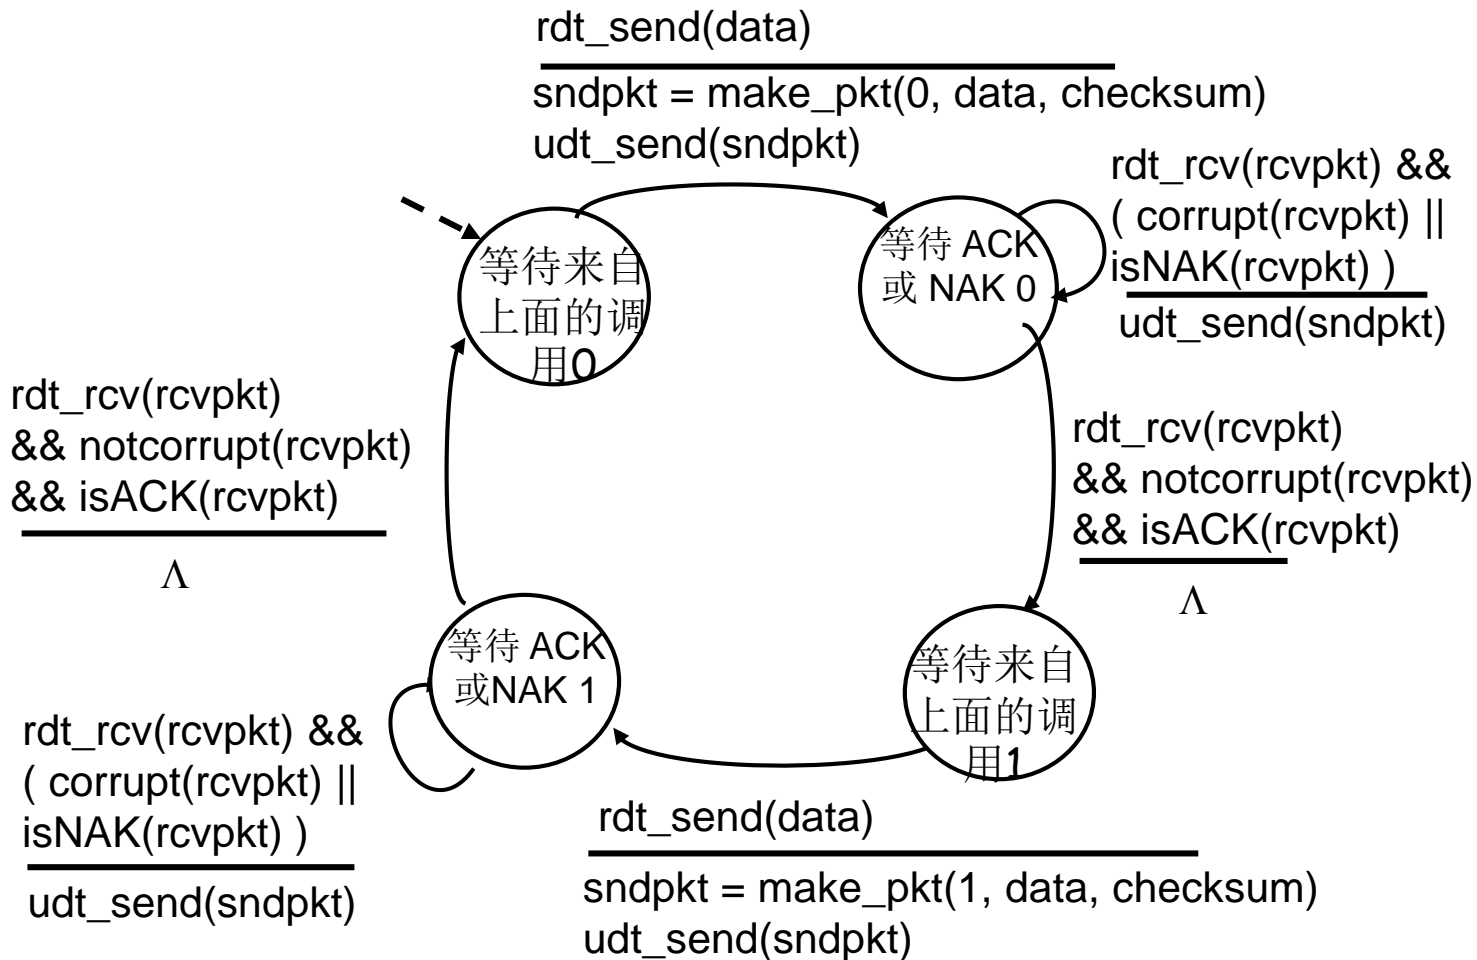 rdt_send(data)
sndpkt = make_pkt(0, data, checksum)
udt_send(sndpkt)
rdt_rcv(rcvpkt) &&
( corrupt(rcvpkt) ||
isNAK(rcvpkt) )
udt_send(sndpkt)
等待来自
上面的调
用0
等待 ACK
或 NAK 0
rdt_rcv(rcvpkt)
&& notcorrupt(rcvpkt)
&& isACK(rcvpkt)
Λ
rdt_rcv(rcvpkt)
&& notcorrupt(rcvpkt)
&& isACK(rcvpkt)
Λ
等待 ACK
或NAK 1
等待来自
上面的调
用1
rdt_rcv(rcvpkt) &&
( corrupt(rcvpkt) ||
isNAK(rcvpkt) )
udt_send(sndpkt)
rdt_send(data)
sndpkt = make_pkt(1, data, checksum)
udt_send(sndpkt)